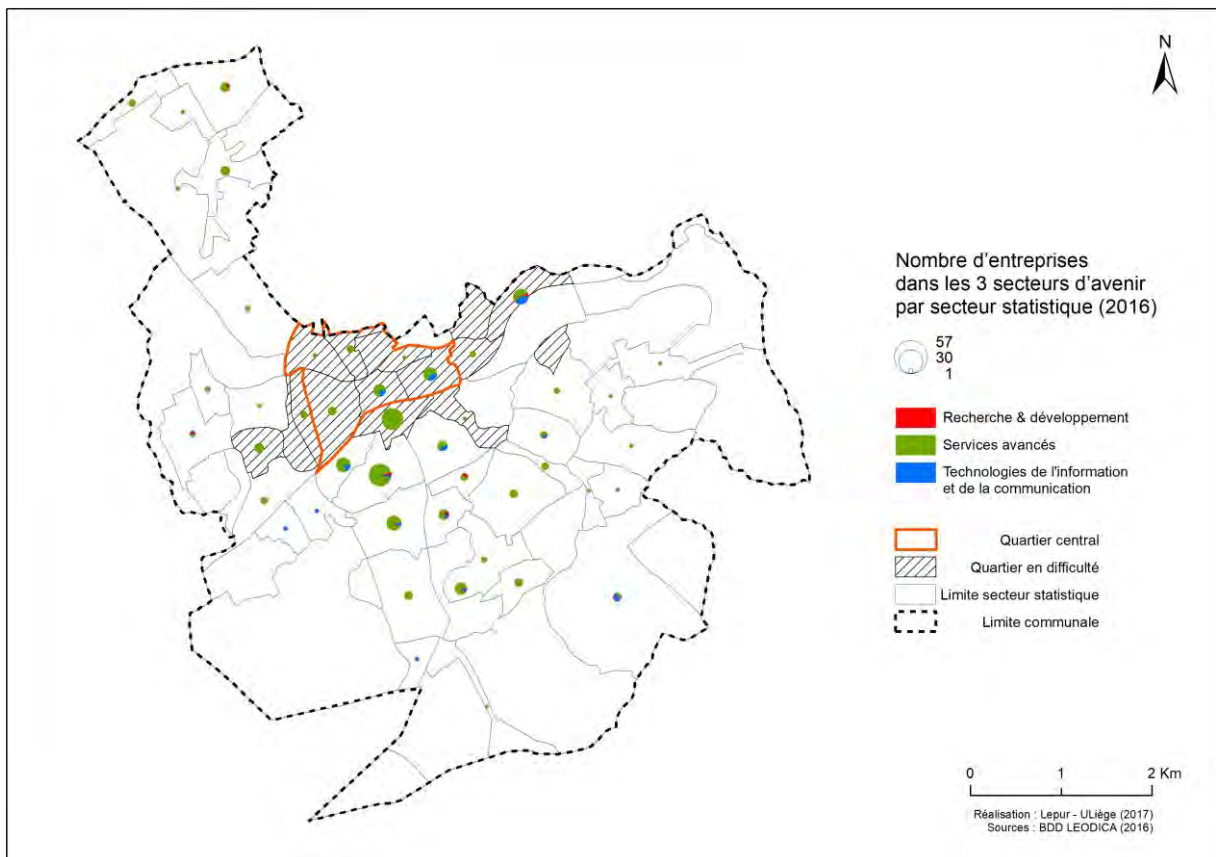 N
Nombre d'entreprises
dans les 3 secteurs d'avenir
par secteur statistique (2016)
57
30
1
Recherche & développement
Services avancés
Technologies de l'information
et de la communication
Quartier central
Quartier en difficulté
Limite secteur statistique
Limite communale
0 1 2 Km
Réalisation : Lepur - ULiège (2017)
Sources : BDD LEODICA (2016)